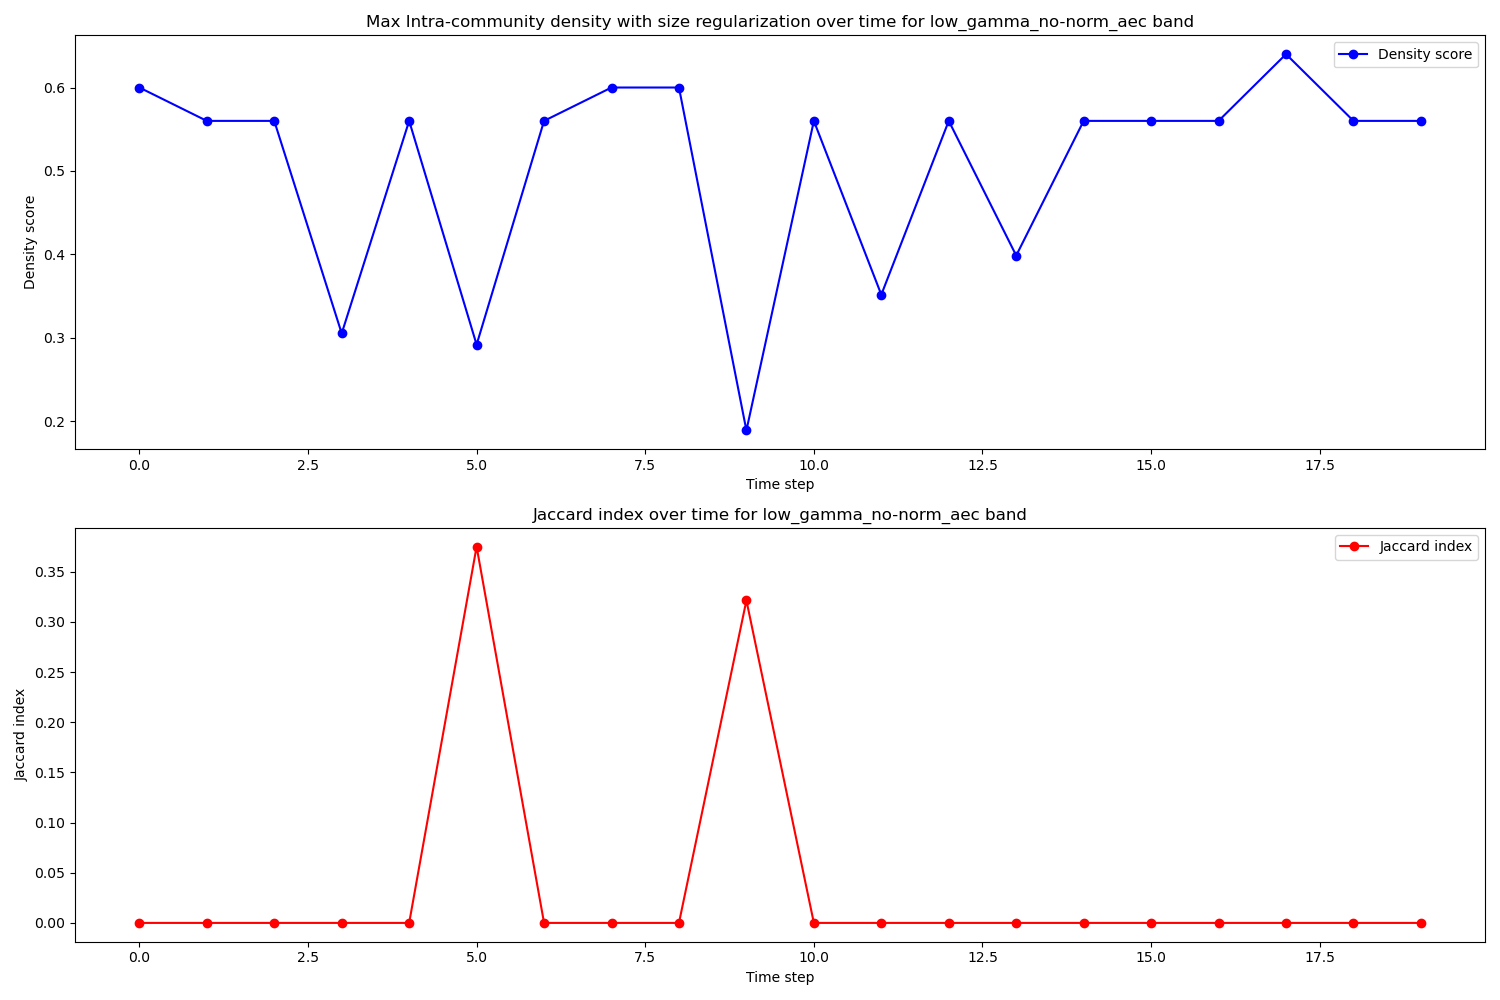 Max Intra-community density with size regularization over time for low_gamma_no-norm_aec band
Density score
0.6
0.5
0.4
0.3
0.2
Density score
0.0 2.5 5.0 7.5 10.0 12.5 15.0 17.5
Time step
Jaccard index over time for low_gamma_no-norm_aec band
Jaccard index
0.35
0.30
0.25
0.20
0.15
0.10
0.05
0.00
Jaccard index
0.0 2.5 5.0 7.5 10.0 12.5 15.0 17.5
Time step